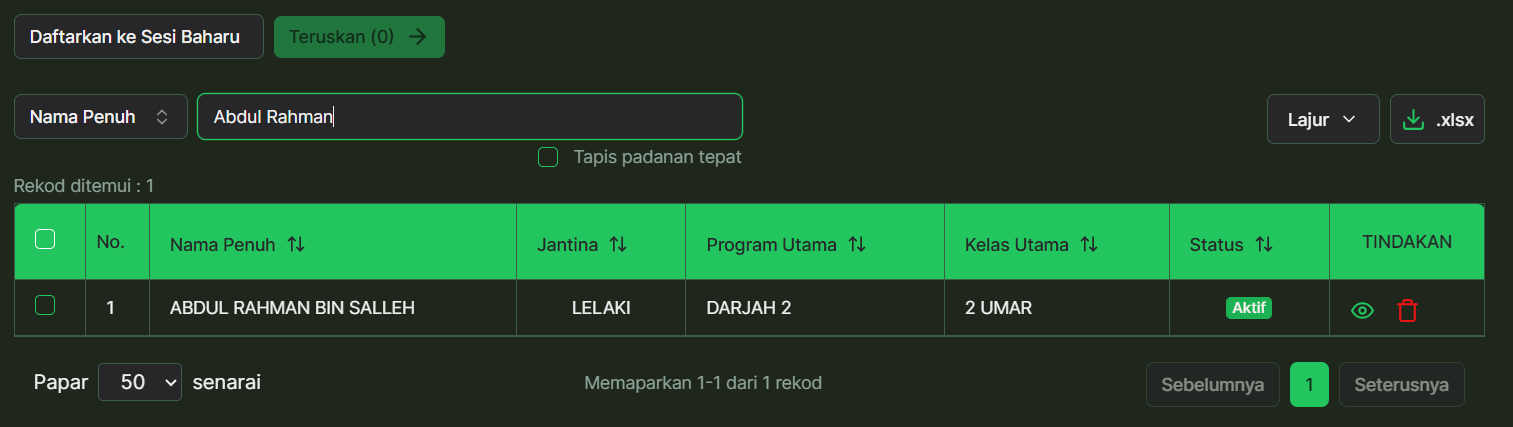 Daftarkan ke Sesi Baharu Teruskan (0)
Nama Penuh Abdul Rahman Lajur .xlsx
Tapis padanan tepat
Rekod ditemui : 1
No. Nama Penuh Jantina Program Utama Kelas Utama Status TINDAKAN
1 ABDUL RAHMAN BIN SALLEH LELAKI DARJAH 2 2 UMAR Aktif
Papar 50 senarai Memaparkan 1-1 dari 1 rekod Sebelumnya 1 Seterusnya